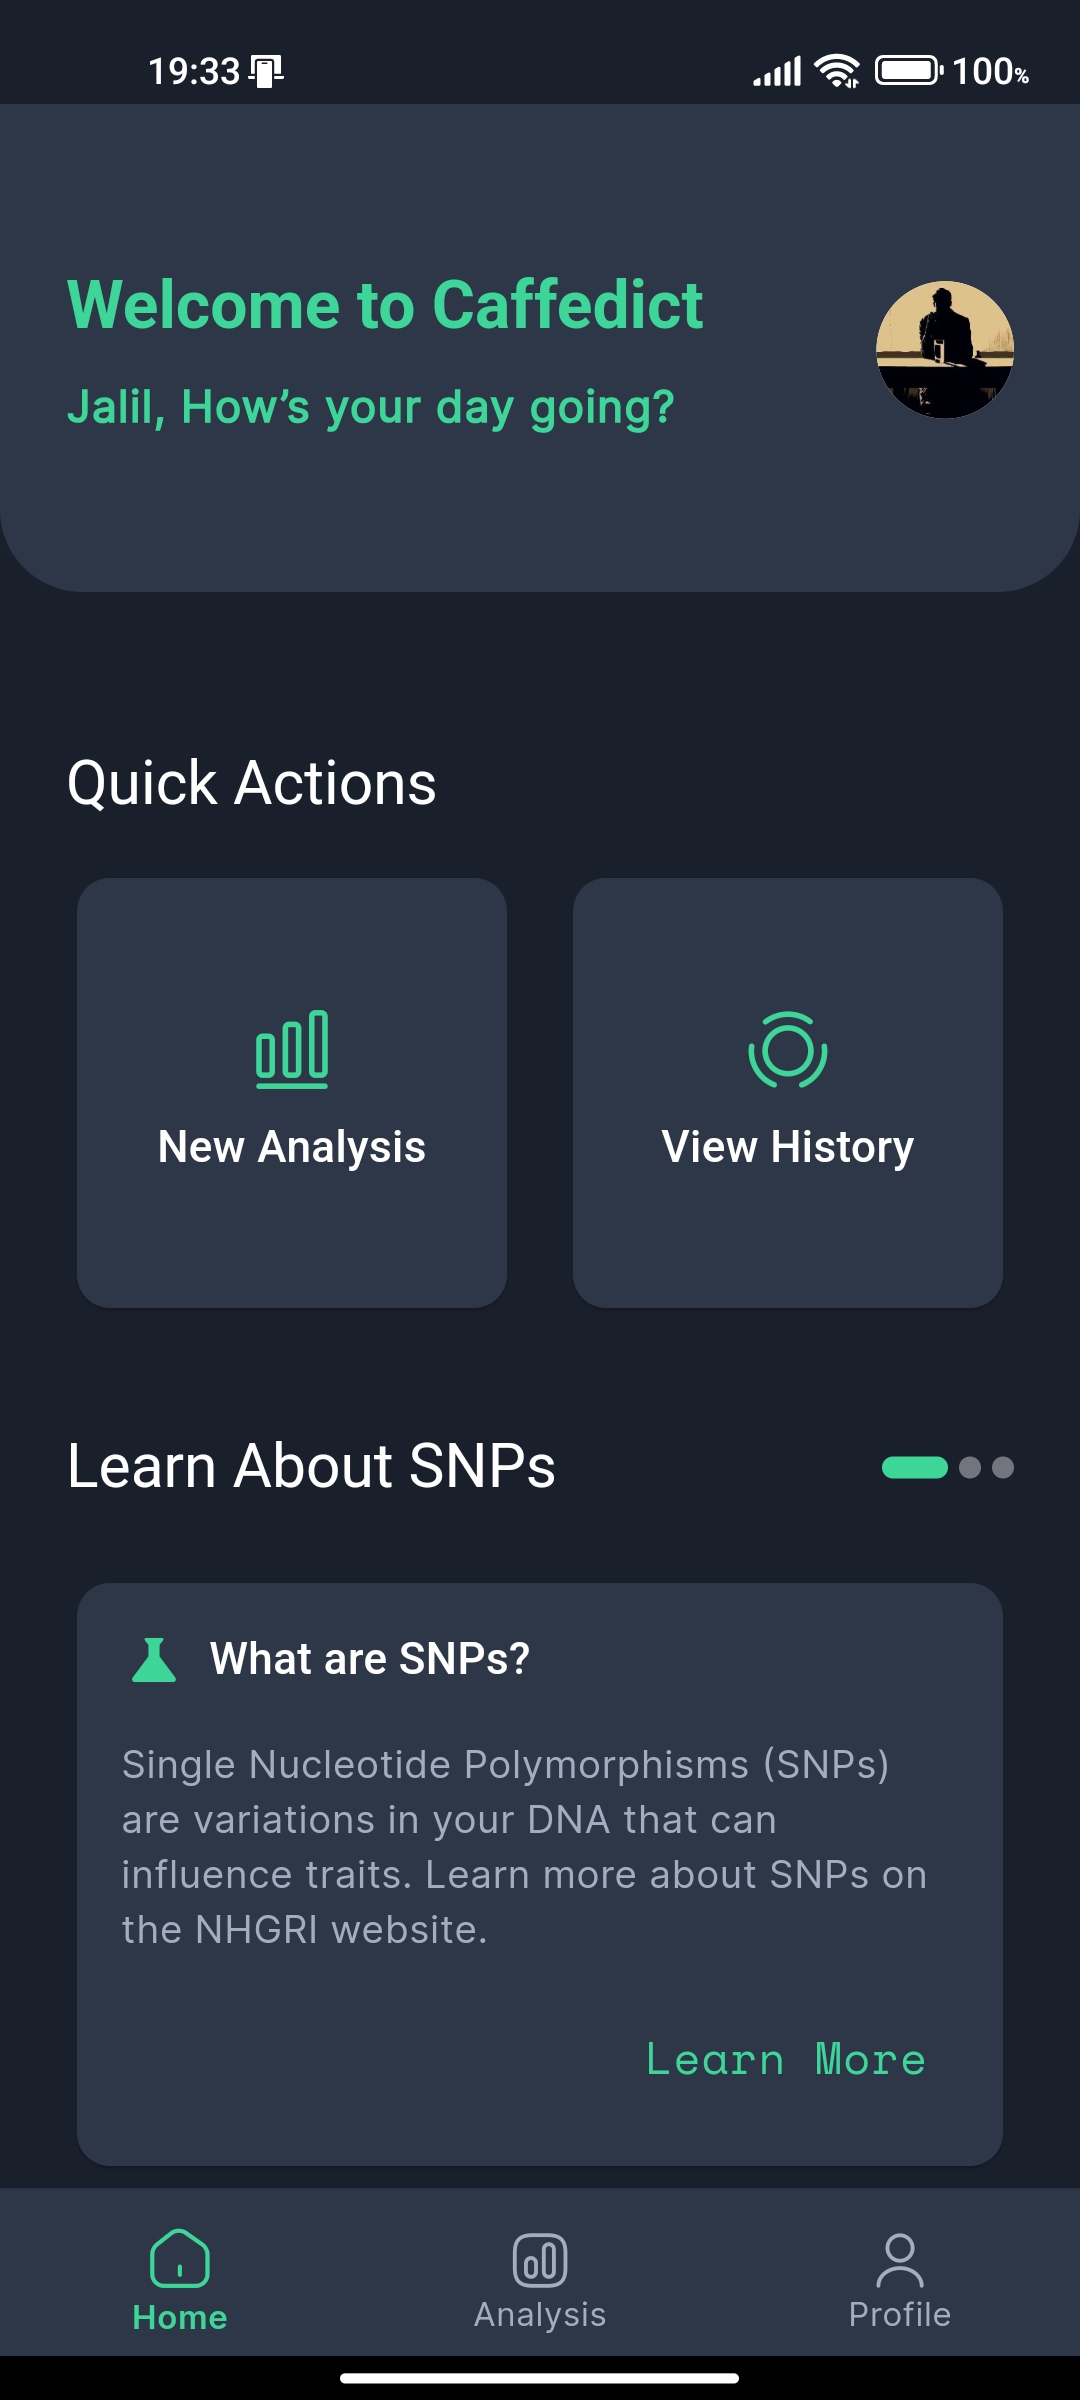 19:33
100%
Welcome to Caffedict
Jalil, How’s your day going?
Quick Actions
New Analysis
View History
Learn About SNPs
What are SNPs?
Single Nucleotide Polymorphisms (SNPs)
are variations in your DNA that can
influence traits. Learn more about SNPs on
the NHGRI website.
Learn More
Home
Analysis
Profile